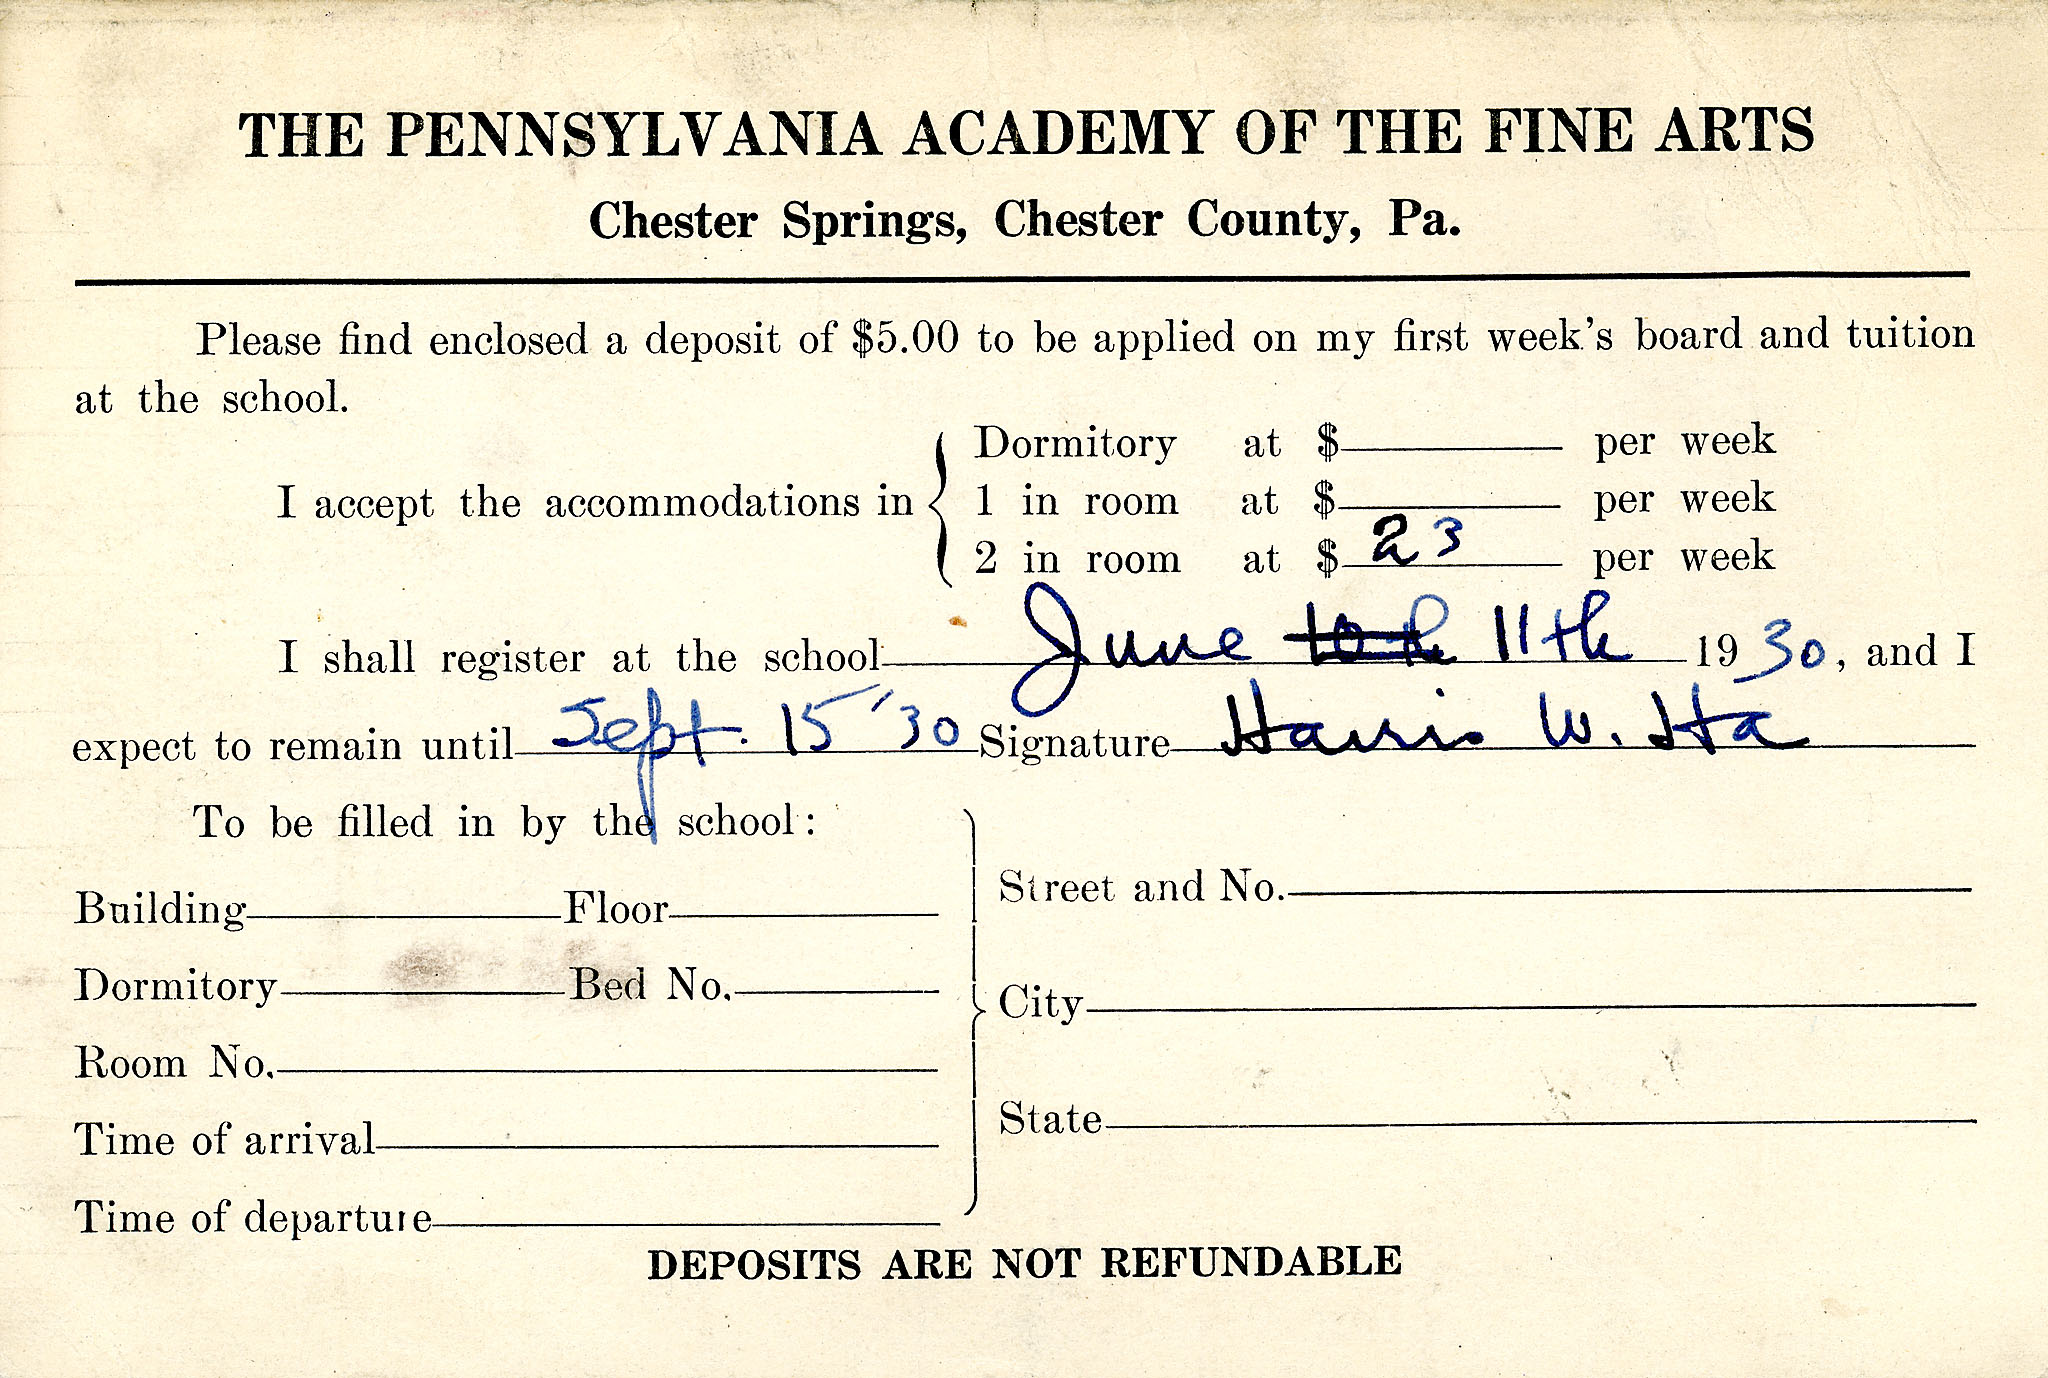 THE PENNSYLVANIA ACADEMY OF THE FINE ARTS
Chester Springs, Chester County, Pa.
Please find enclosed a deposit of $5.00 to be applied on my first week's board and tuition
at the school.
Dormitory at $ per week
I accept the accommodations in 1 in room at $ per week
2 in room at $ 23 per week
I shall register at the school June 10th 11th 1930, and I
expect to remain until Sept. 15 '30 Signature Harris W. Ha
To be filled in by the school:
Street and No.
Building Floor
Dormitory Bed No.
City
Room No.
State
Time of arrival
Time of departure
DEPOSITS ARE NOT REFUNDABLE